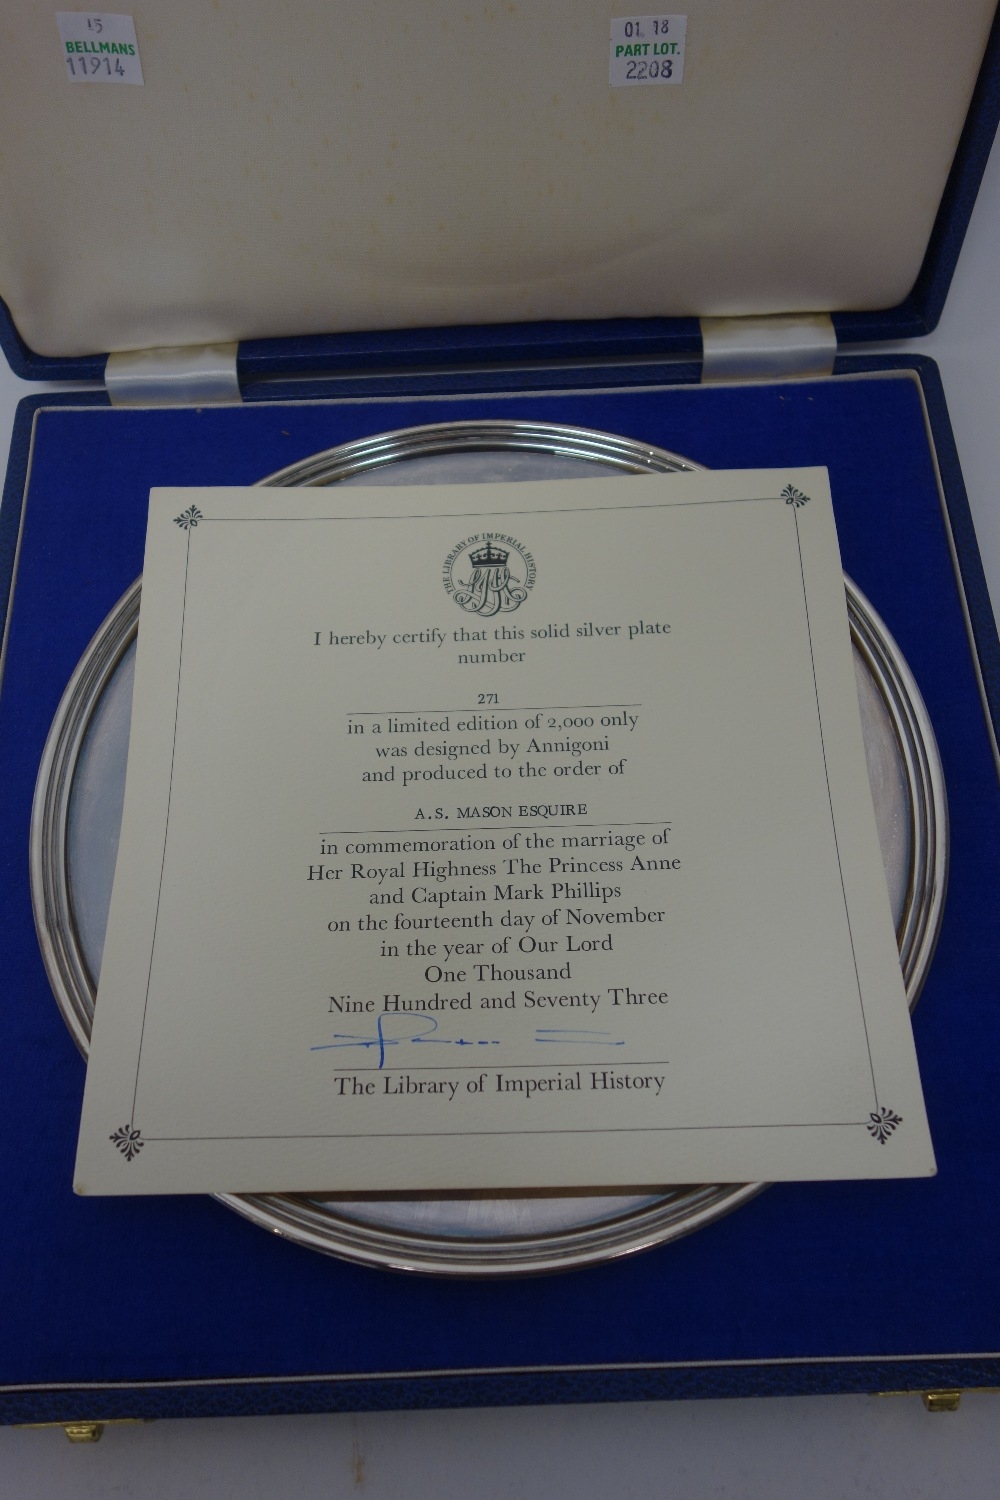 15
BELLMANS
11914
01 18
PART LOT.
2208
THE LIBRARY OF IMPERIAL HISTORY
I hereby certify that this solid silver plate
number
271
in a limited edition of 2,000 only
was designed by Annigoni
and produced to the order of
A.S. MASON ESQUIRE
in commemoration of the marriage of
Her Royal Highness The Princess Anne
and Captain Mark Phillips
on the fourteenth day of November
in the year of Our Lord
One Thousand
Nine Hundred and Seventy Three
The Library of Imperial History